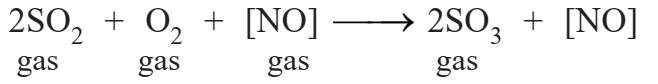 2SO₂ + O₂ + [NO] ⟶ 2SO₃ + [NO]
gas gas gas gas